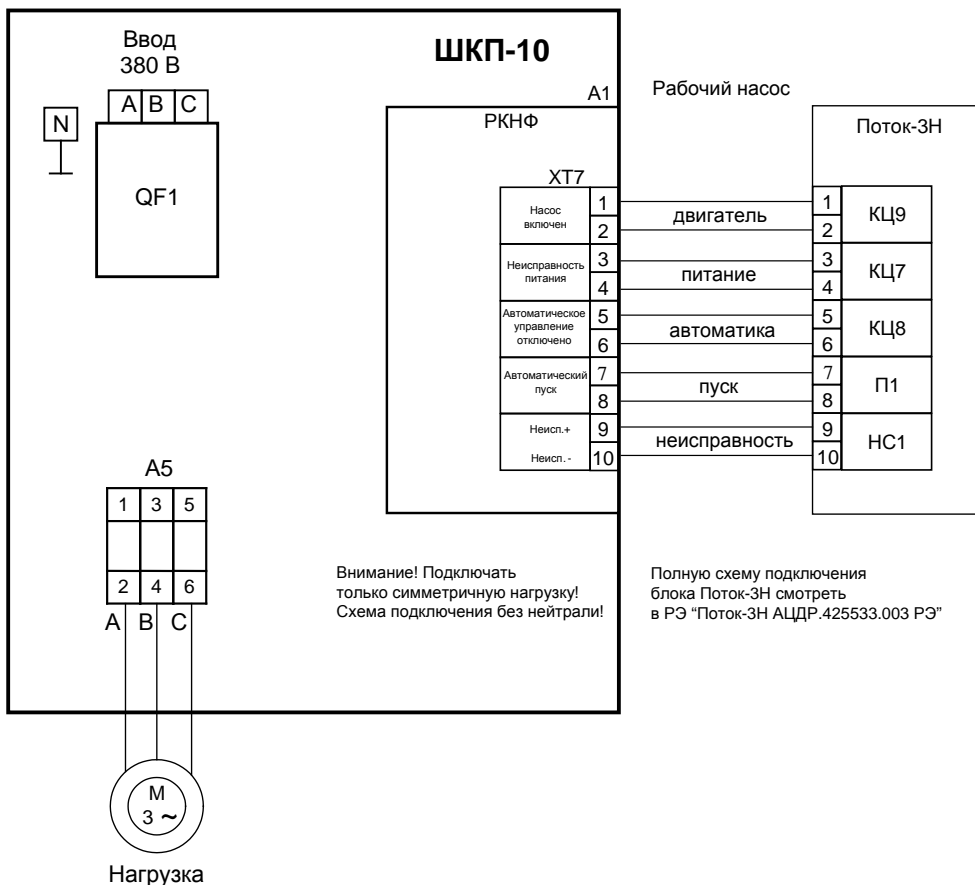 Ввод
380 В
ШКП-10
A B C
N
QF1
A1
РКНФ
XT7
Насос
включен
1
2
Неисправность
питания
3
4
Автоматическое
управление
отключено
5
6
Автоматический
пуск
7
8
Неисп.+
9
Неисп.-
10
Рабочий насос
двигатель
питание
автоматика
пуск
неисправность
Поток-3Н
1
2
КЦ9
3
4
КЦ7
5
6
КЦ8
7
8
П1
9
10
НС1
A5
1 3 5
2 4 6
A B C
Внимание! Подключать
только симметричную нагрузку!
Схема подключения без нейтрали!
Полную схему подключения
блока Поток-3Н смотреть
в РЭ “Поток-3Н АЦДР.425533.003 РЭ”
М
3 ~
Нагрузка